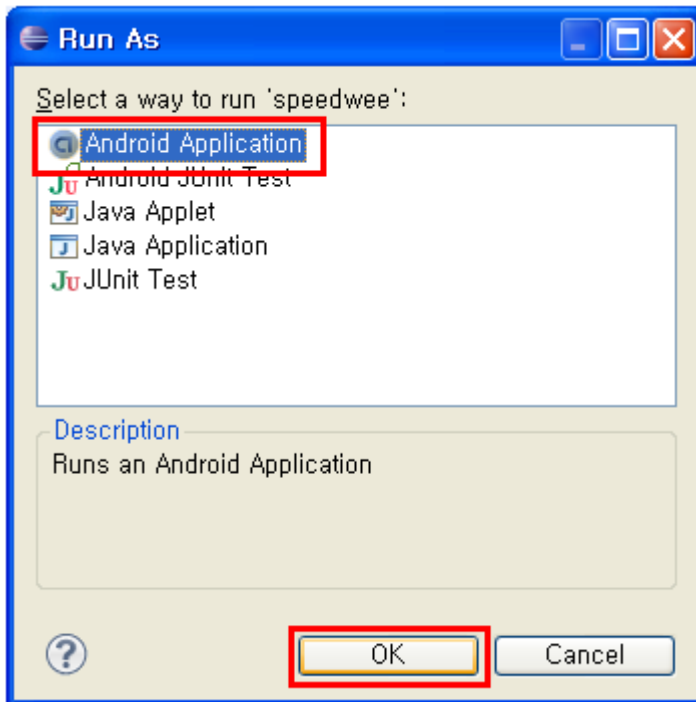 Run As
Select a way to run 'speedwee':
Android Application
Android JUnit Test
Java Applet
Java Application
JUnit Test
Description
Runs an Android Application
OK Cancel